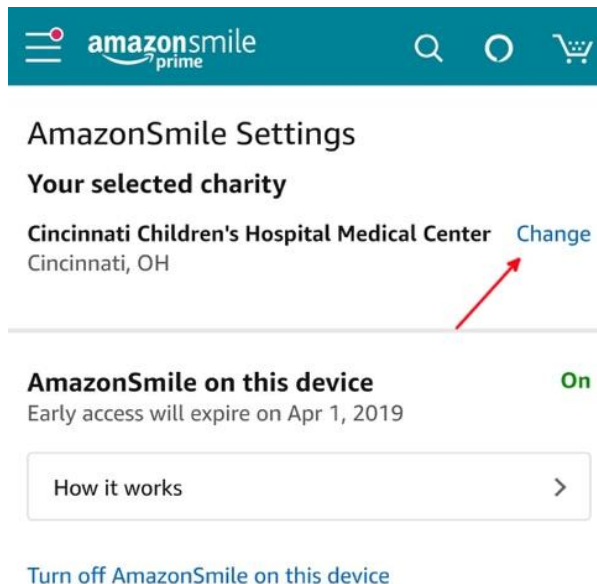 amazonsmile
prime
AmazonSmile Settings
Your selected charity
Cincinnati Children's Hospital Medical Center Change
Cincinnati, OH
AmazonSmile on this device On
Early access will expire on Apr 1, 2019
How it works
Turn off AmazonSmile on this device